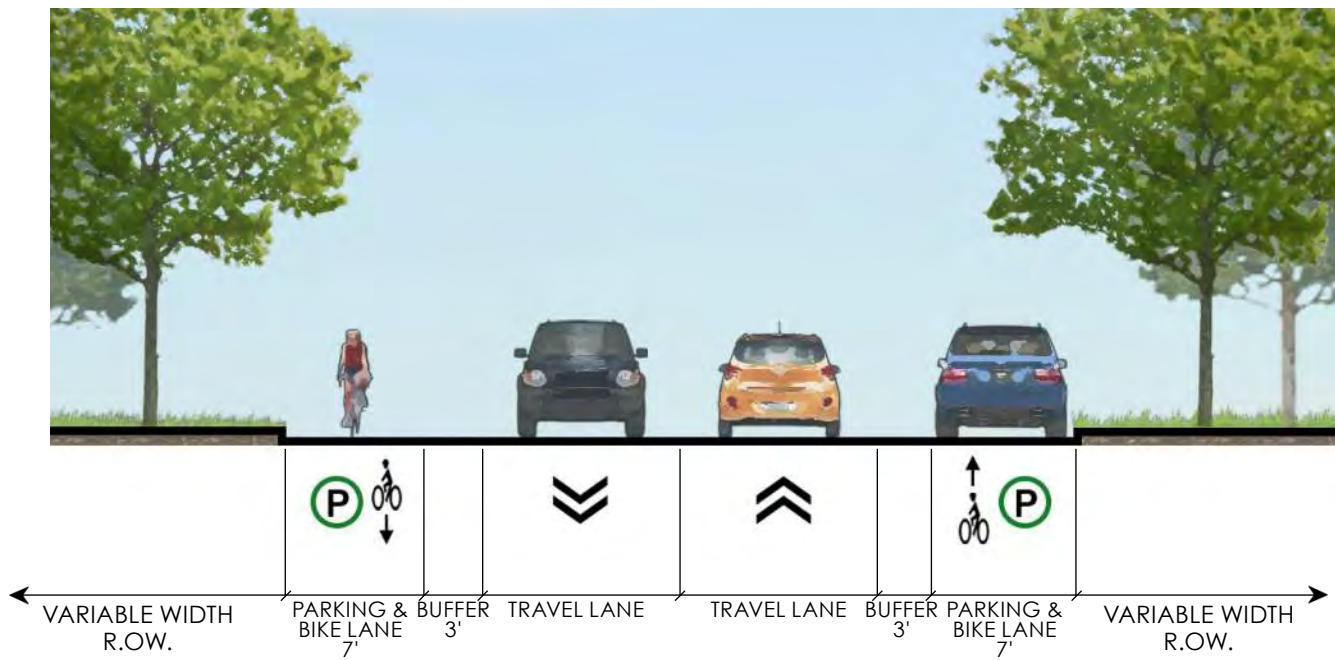 P
P
VARIABLE WIDTH
R.OW.
PARKING &
BIKE LANE
7'
BUFFER
3'
TRAVEL LANE
TRAVEL LANE
BUFFER
3'
PARKING &
BIKE LANE
7'
VARIABLE WIDTH
R.OW.